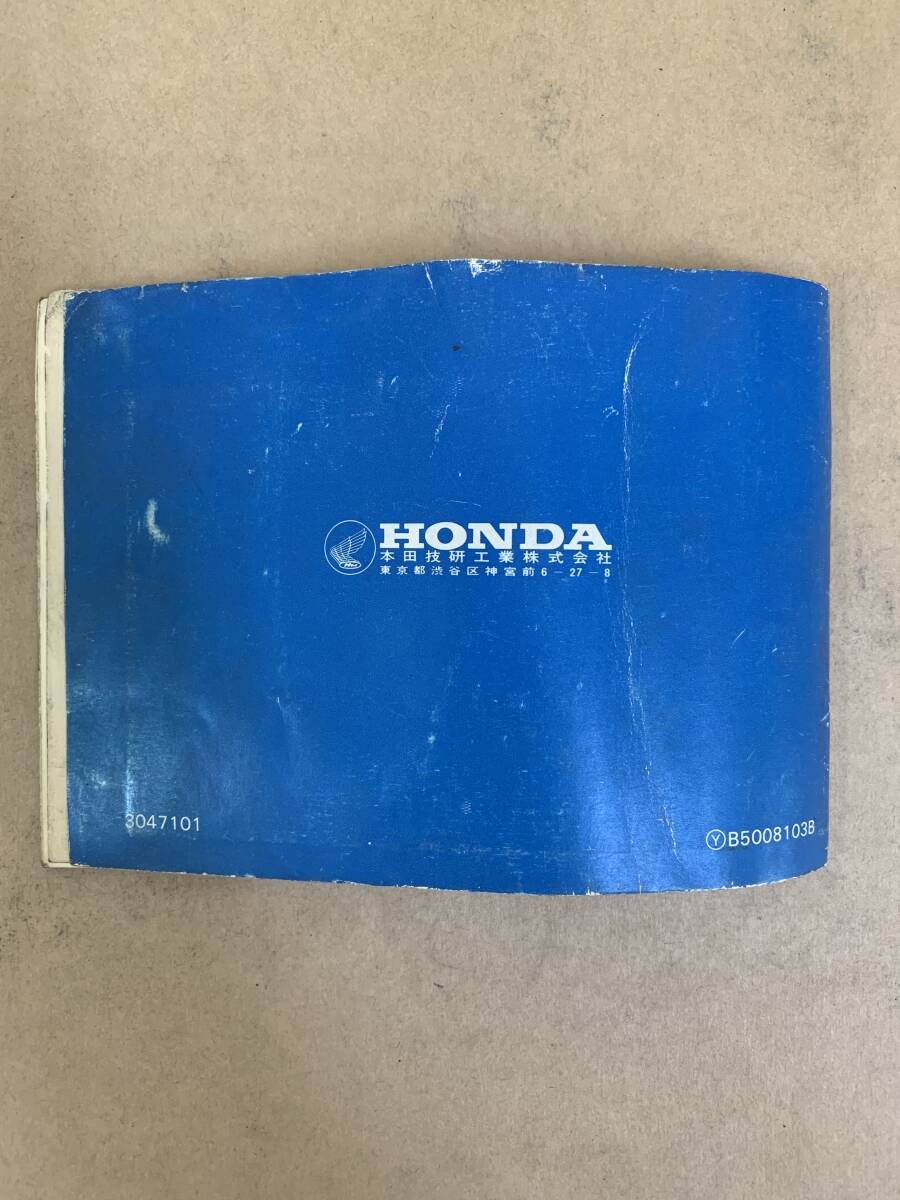 HONDA
本田技研工業株式会社
東京都渋谷区神宮前6-27-8
3047101
ⓎB5008103B